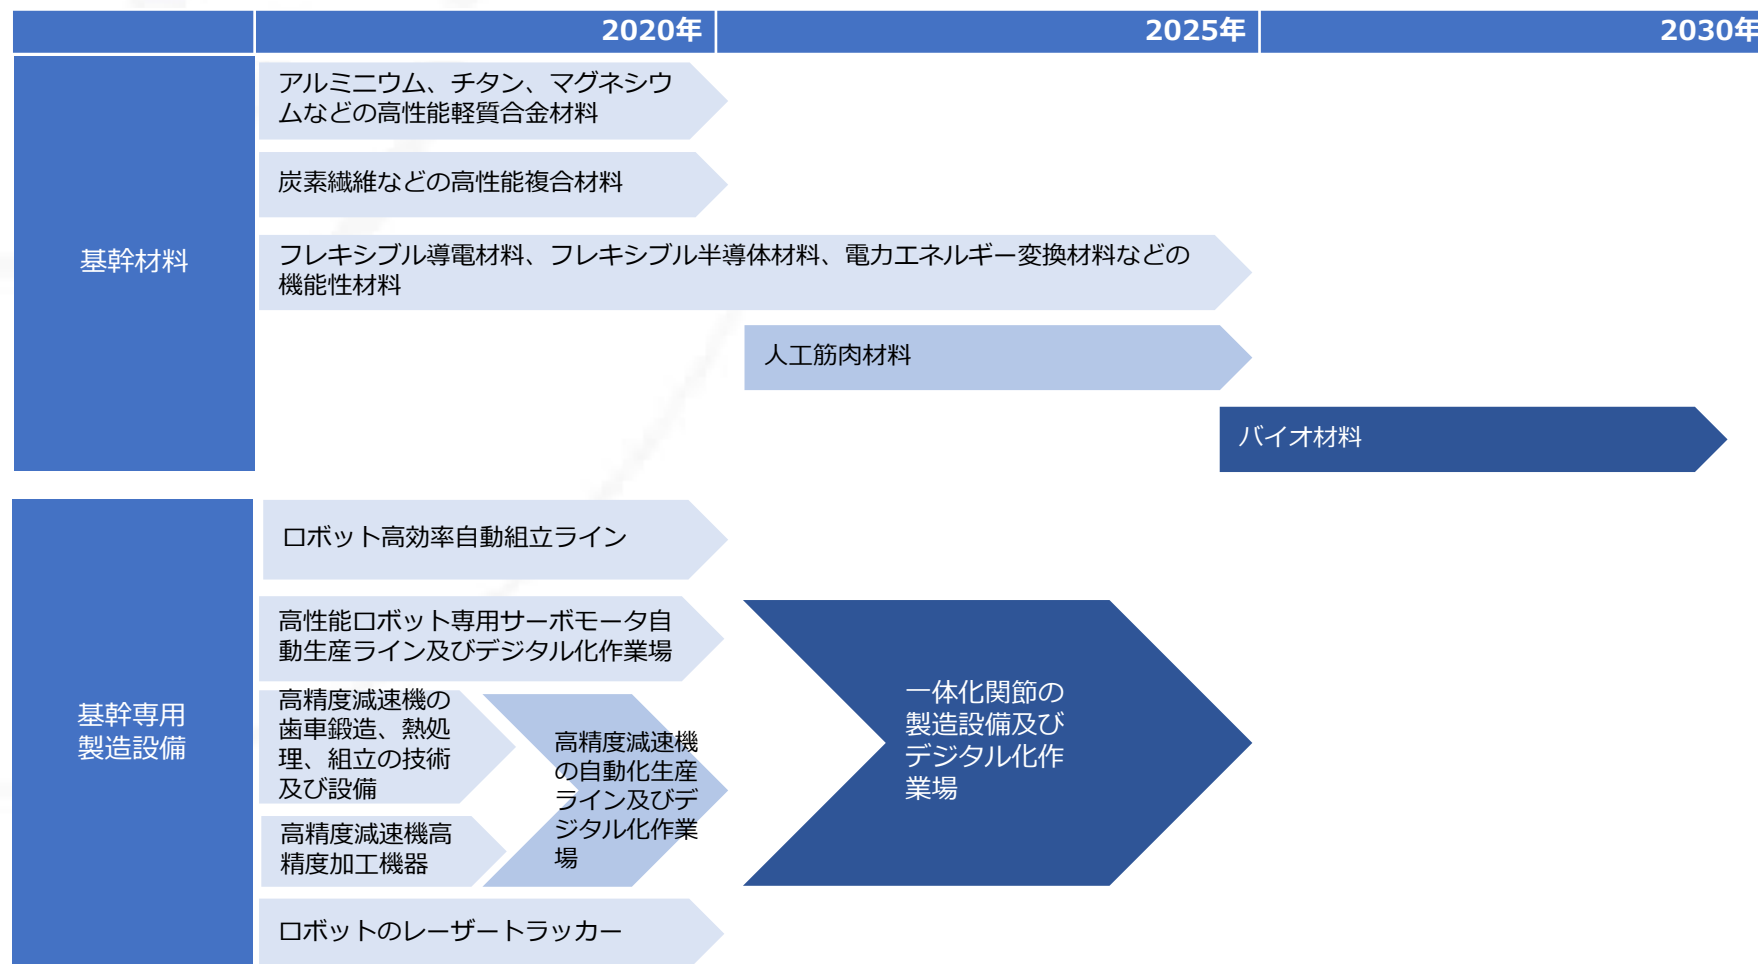 2020年
2025年
2030年
基幹材料
アルミニウム、チタン、マグネシウ
ムなどの高性能軽質合金材料
炭素繊維などの高性能複合材料
フレキシブル導電材料、フレキシブル半導体材料、電力エネルギー変換材料などの
機能性材料
人工筋肉材料
バイオ材料
基幹専用
製造設備
ロボット高効率自動組立ライン
高性能ロボット専用サーボモータ自
動生産ライン及びデジタル化作業場
高精度減速機の
歯車鍛造、熱処
理、組立の技術
及び設備
高精度減速機高
精度加工機器
高精度減速機
の自動化生産
ライン及びデ
ジタル化作業
場
一体化関節の
製造設備及び
デジタル化作
業場
ロボットのレーザートラッカー